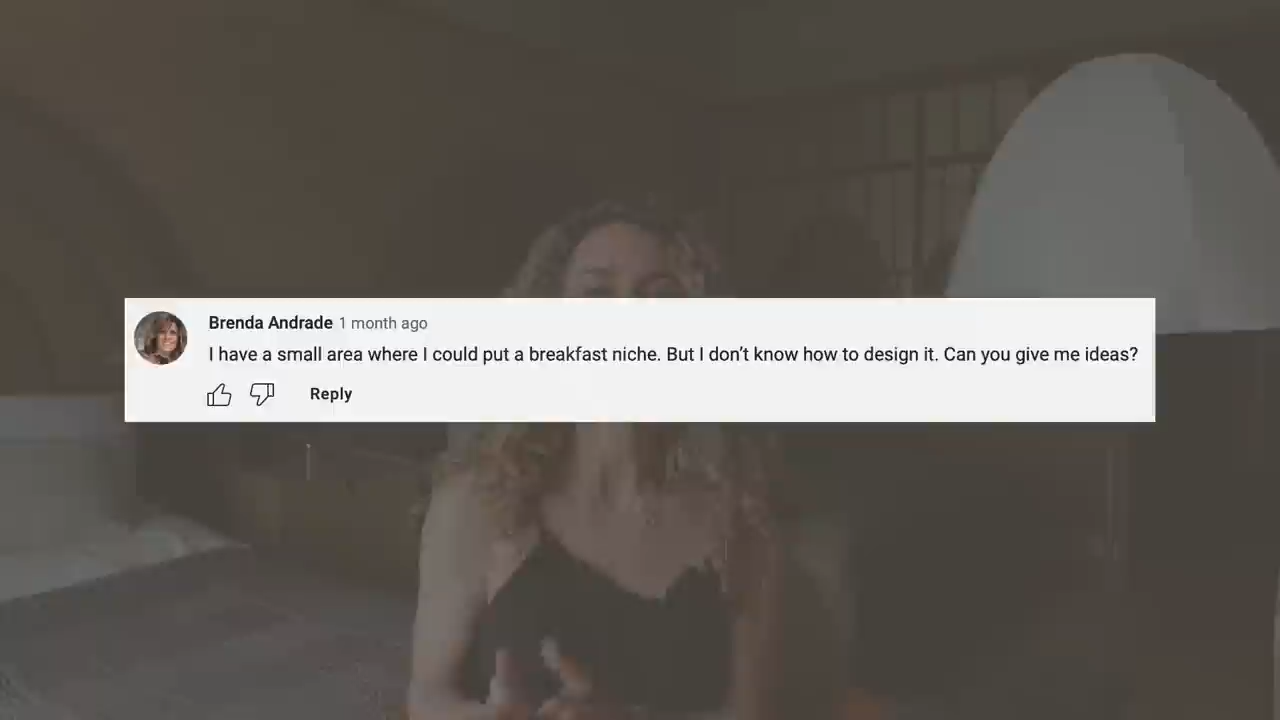 Brenda Andrade 1 month ago
I have a small area where I could put a breakfast niche. But I don’t know how to design it. Can you give me ideas?
Reply